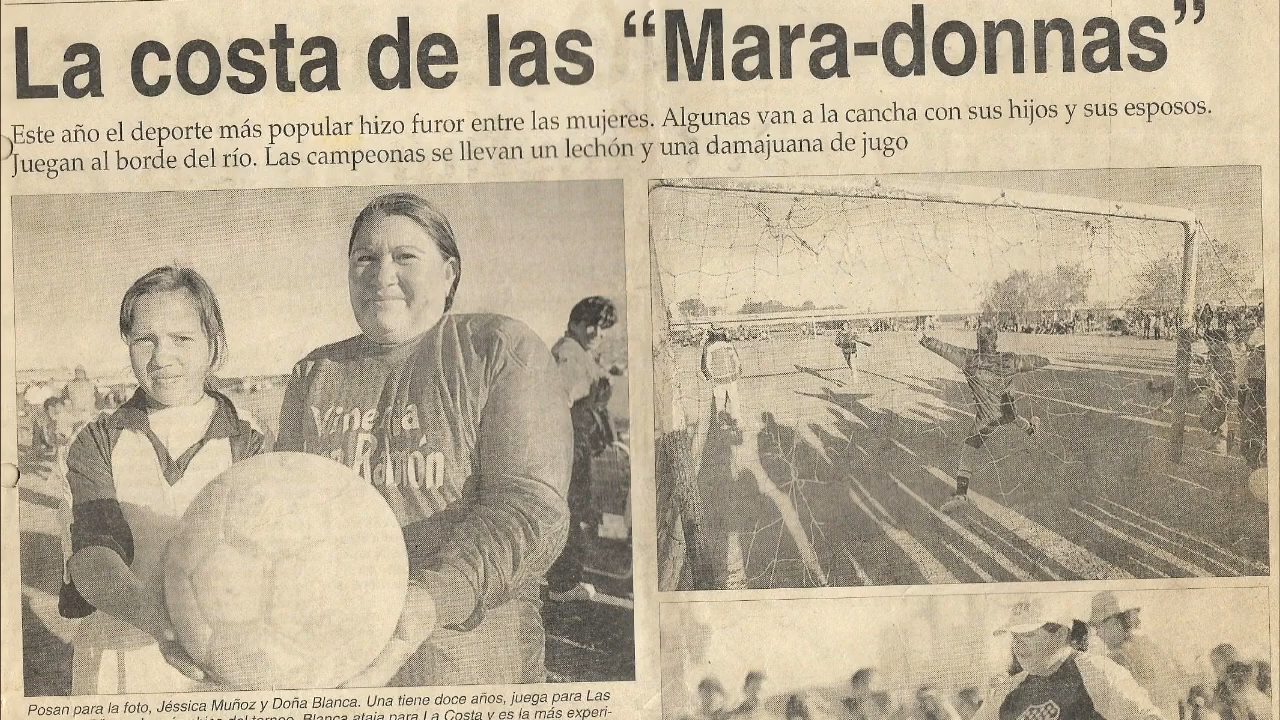 La costa de las “Mara-donnas”
Este año el deporte más popular hizo furor entre las mujeres. Algunas van a la cancha con sus hijos y sus esposos.
Juegan al borde del río. Las campeonas se llevan un lechón y una damajuana de jugo
Posan para la foto, Jéssica Muñoz y Doña Blanca. Una tiene doce años, juega para Las
del torneo. Blanca ataja para La Costa y es la más experi-